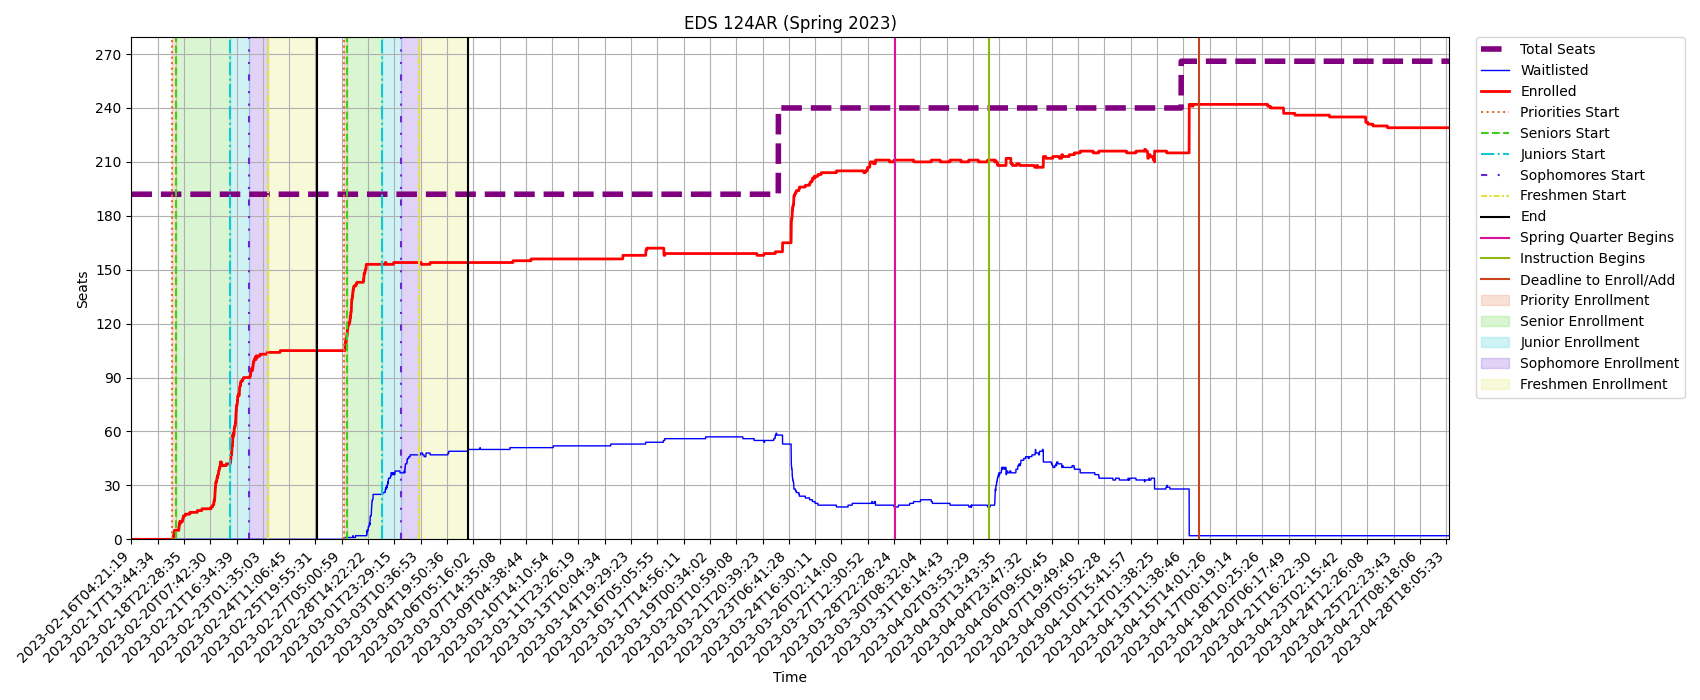 EDS 124AR (Spring 2023)
Seats
270
240
210
180
150
120
90
60
30
0
2023-02-16T04:21:19
2023-02-17T13:44:34
2023-02-18T22:28:35
2023-02-20T07:42:30
2023-02-21T16:34:39
2023-02-23T01:35:03
2023-02-24T11:06:45
2023-02-25T19:55:31
2023-02-27T05:00:59
2023-02-28T14:22:22
2023-03-01T23:29:15
2023-03-03T10:36:53
2023-03-04T19:50:36
2023-03-06T05:16:02
2023-03-07T14:35:08
2023-03-09T04:38:44
2023-03-10T14:10:54
2023-03-11T23:26:19
2023-03-13T10:04:34
2023-03-14T19:29:23
2023-03-16T05:05:55
2023-03-17T14:56:11
2023-03-19T00:34:02
2023-03-20T10:59:08
2023-03-21T20:39:23
2023-03-23T06:41:28
2023-03-24T16:30:11
2023-03-26T02:14:00
2023-03-27T12:30:52
2023-03-28T22:28:24
2023-03-30T08:32:04
2023-03-31T18:14:43
2023-04-02T03:53:29
2023-04-03T13:43:35
2023-04-04T23:47:32
2023-04-06T09:50:45
2023-04-07T19:49:40
2023-04-09T05:52:28
2023-04-10T15:41:57
2023-04-12T01:38:25
2023-04-13T11:38:46
2023-04-15T14:01:26
2023-04-17T00:19:14
2023-04-18T10:25:26
2023-04-20T06:17:49
2023-04-21T16:22:30
2023-04-23T02:15:42
2023-04-24T12:26:08
2023-04-25T22:23:43
2023-04-27T08:18:06
2023-04-28T18:05:33
Time
Total Seats
Waitlisted
Enrolled
Priorities Start
Seniors Start
Juniors Start
Sophomores Start
Freshmen Start
End
Spring Quarter Begins
Instruction Begins
Deadline to Enroll/Add
Priority Enrollment
Senior Enrollment
Junior Enrollment
Sophomore Enrollment
Freshmen Enrollment